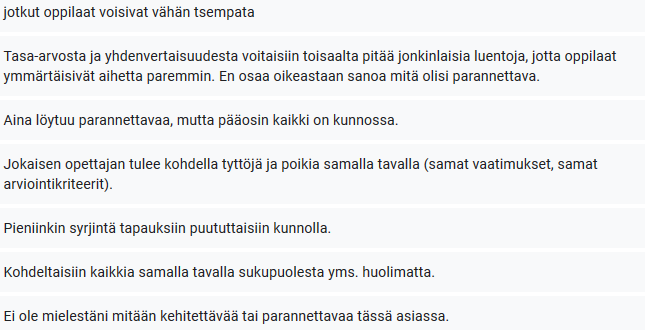 jotkut oppilaat voisivat vähän tsempata
Tasa-arvosta ja yhdenvertaisuudesta voitaisiin toisaalta pitää jonkinlaisia luentoja, jotta oppilaat
ymmärtäisivät aihetta paremmin. En osaa oikeastaan sanoa mitä olisi parannettava.
Aina löytuu parannettavaa, mutta pääosin kaikki on kunnossa.
Jokaisen opettajan tulee kohdella tyttöjä ja poikia samalla tavalla (samat vaatimukset, samat
arviointikriteerit).
Pieniinkin syrjintä tapauksiin puututtaisiin kunnolla.
Kohdeltaisiin kaikkia samalla tavalla sukupuolesta yms. huolimatta.
Ei ole mielestäni mitään kehitettävää tai parannettavaa tässä asiassa.